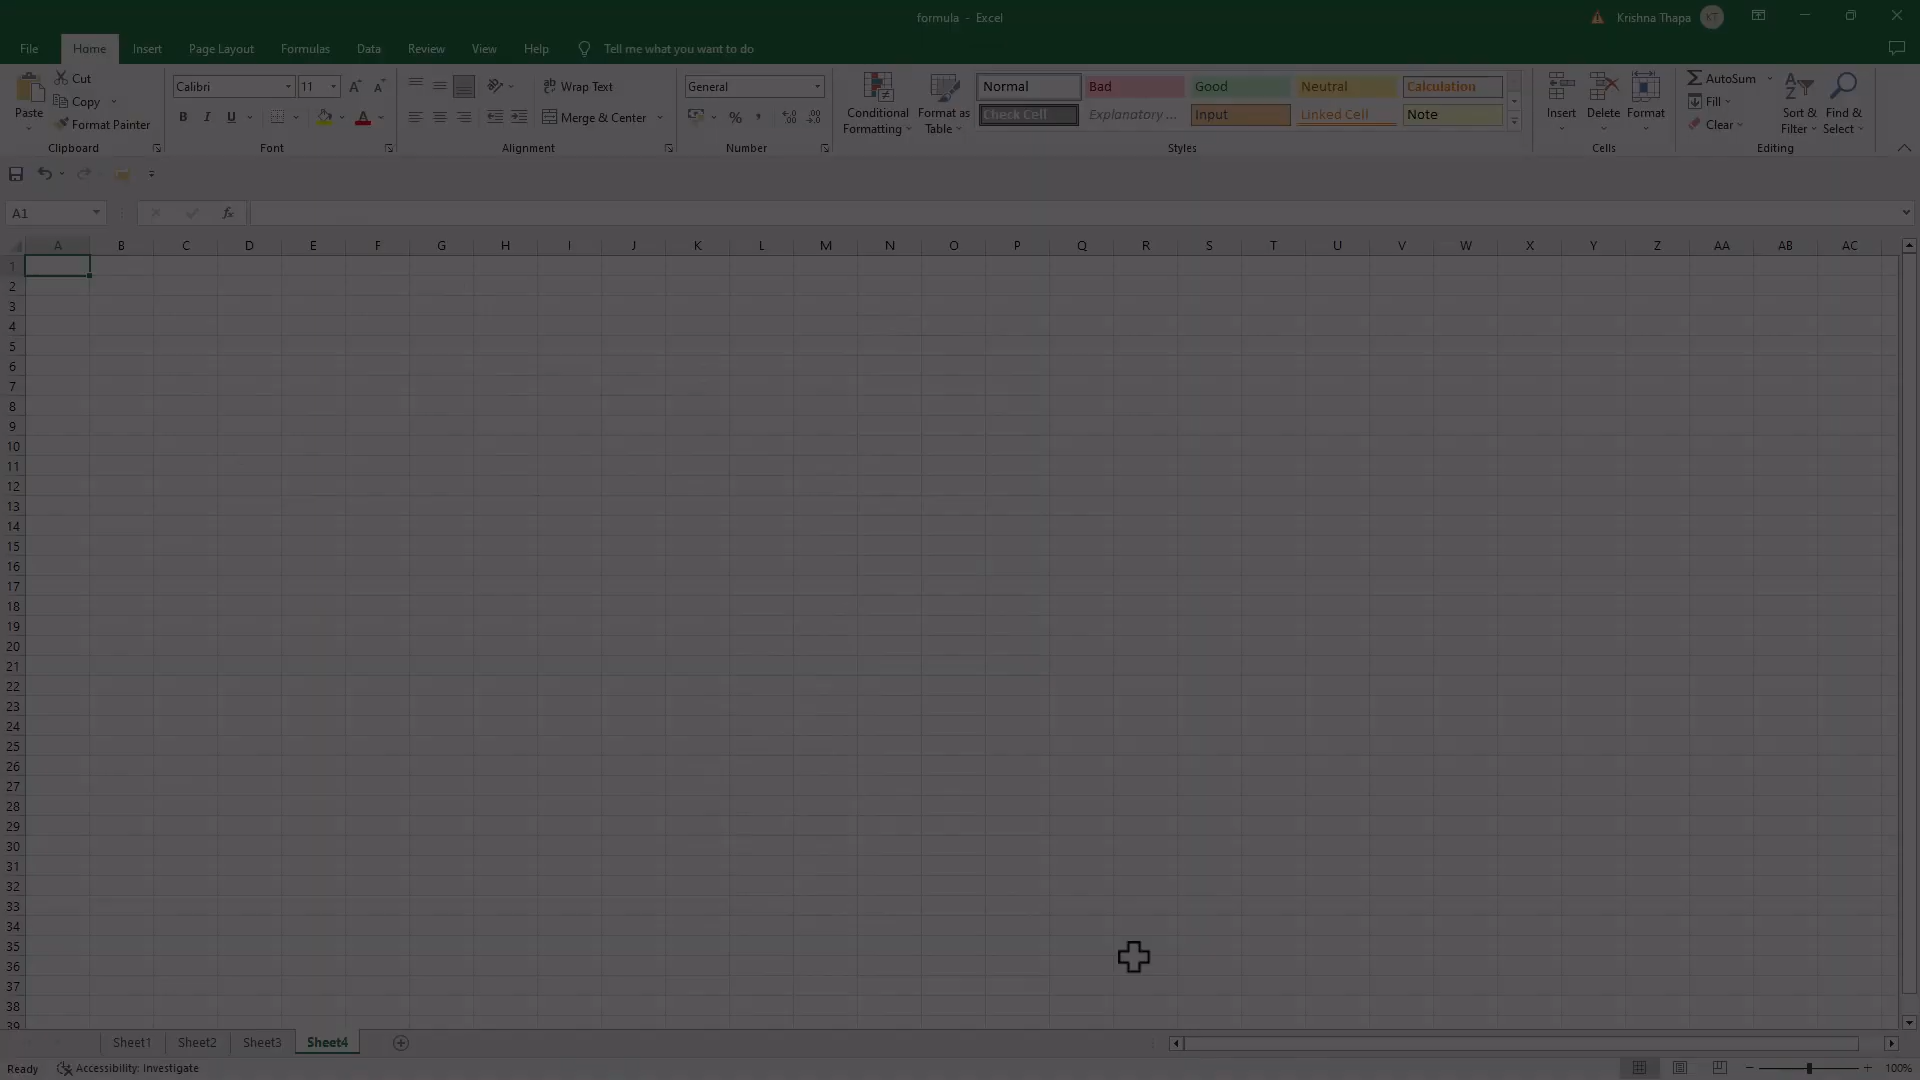 formula - Excel
Krishna Thapa KT
File Home Insert Page Layout Formulas Data Review View Help Tell me what you want to do
Paste
Cut
Copy
Format Painter
Clipboard
Calibri 11
B I U A
Font
Wrap Text
Merge & Center
Alignment
General
%
Number
Conditional
Formatting
Format as
Table
Normal Bad Good Neutral Calculation
Check Cell Explanatory ... Input Linked Cell Note
Styles
Insert Delete Format
Cells
AutoSum
Fill
Clear
Sort &
Filter
Find &
Select
Editing
A1 fx
A B C D E F G H I J K L M N O P Q R S T U V W X Y Z AA AB AC
1
2
3
4
5
6
7
8
9
10
11
12
13
14
15
16
17
18
19
20
21
22
23
24
25
26
27
28
29
30
31
32
33
34
35
36
37
38
39
Sheet1 Sheet2 Sheet3 Sheet4
Ready Accessibility: Investigate 100%